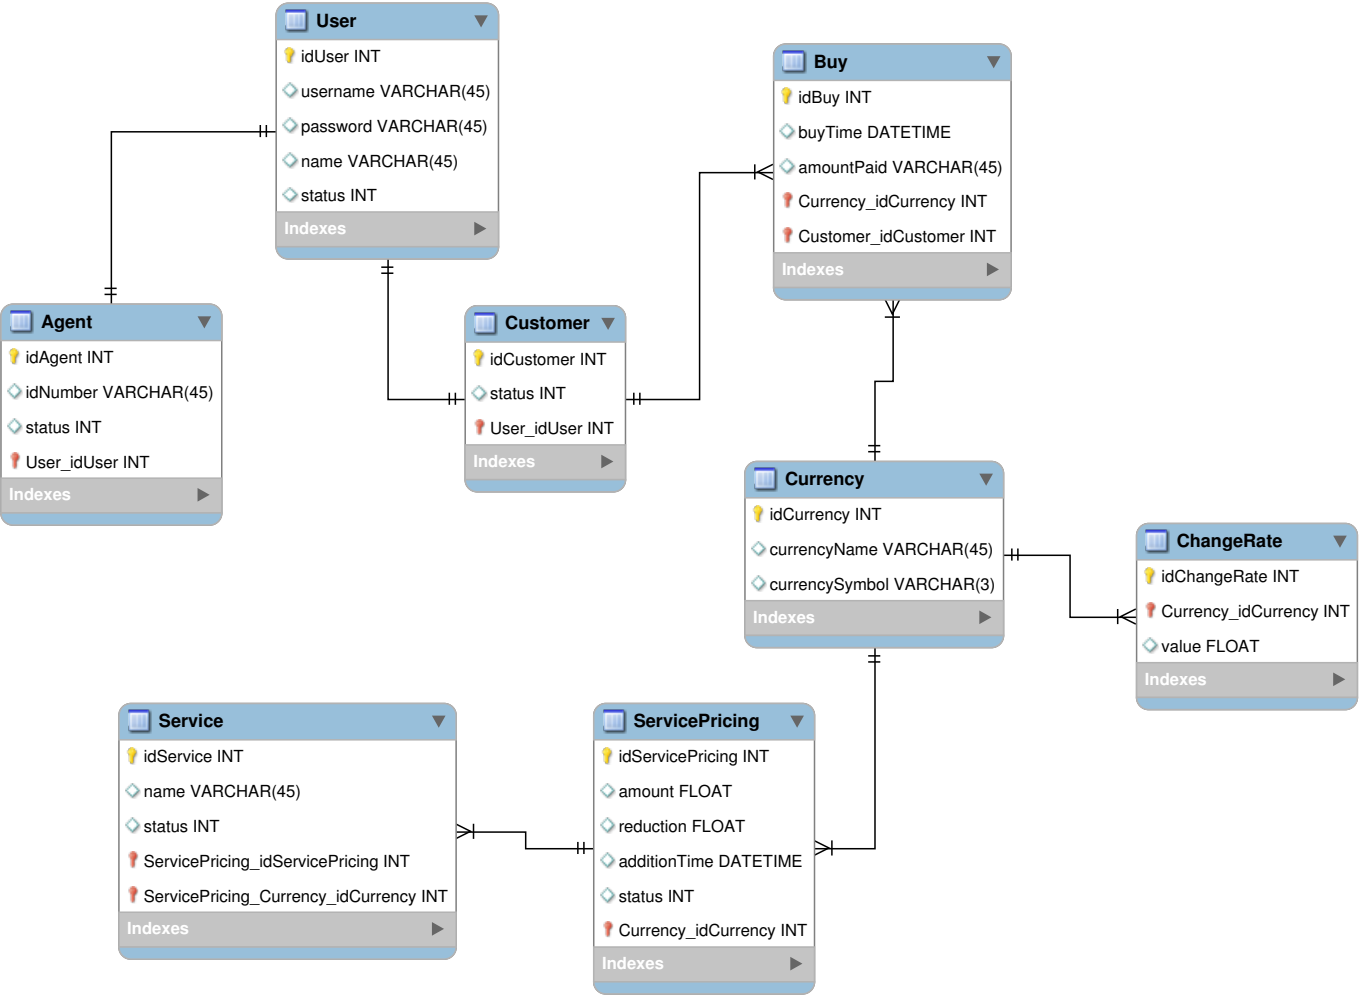 User
idUser INT
username VARCHAR(45)
password VARCHAR(45)
name VARCHAR(45)
status INT
Indexes
Buy
idBuy INT
buyTime DATETIME
amountPaid VARCHAR(45)
Currency_idCurrency INT
Customer_idCustomer INT
Indexes
Agent
idAgent INT
idNumber VARCHAR(45)
status INT
User_idUser INT
Indexes
Customer
idCustomer INT
status INT
User_idUser INT
Indexes
Currency
idCurrency INT
currencyName VARCHAR(45)
currencySymbol VARCHAR(3)
Indexes
ChangeRate
idChangeRate INT
Currency_idCurrency INT
value FLOAT
Indexes
Service
idService INT
name VARCHAR(45)
status INT
ServicePricing_idServicePricing INT
ServicePricing_Currency_idCurrency INT
Indexes
ServicePricing
idServicePricing INT
amount FLOAT
reduction FLOAT
additionTime DATETIME
status INT
Currency_idCurrency INT
Indexes